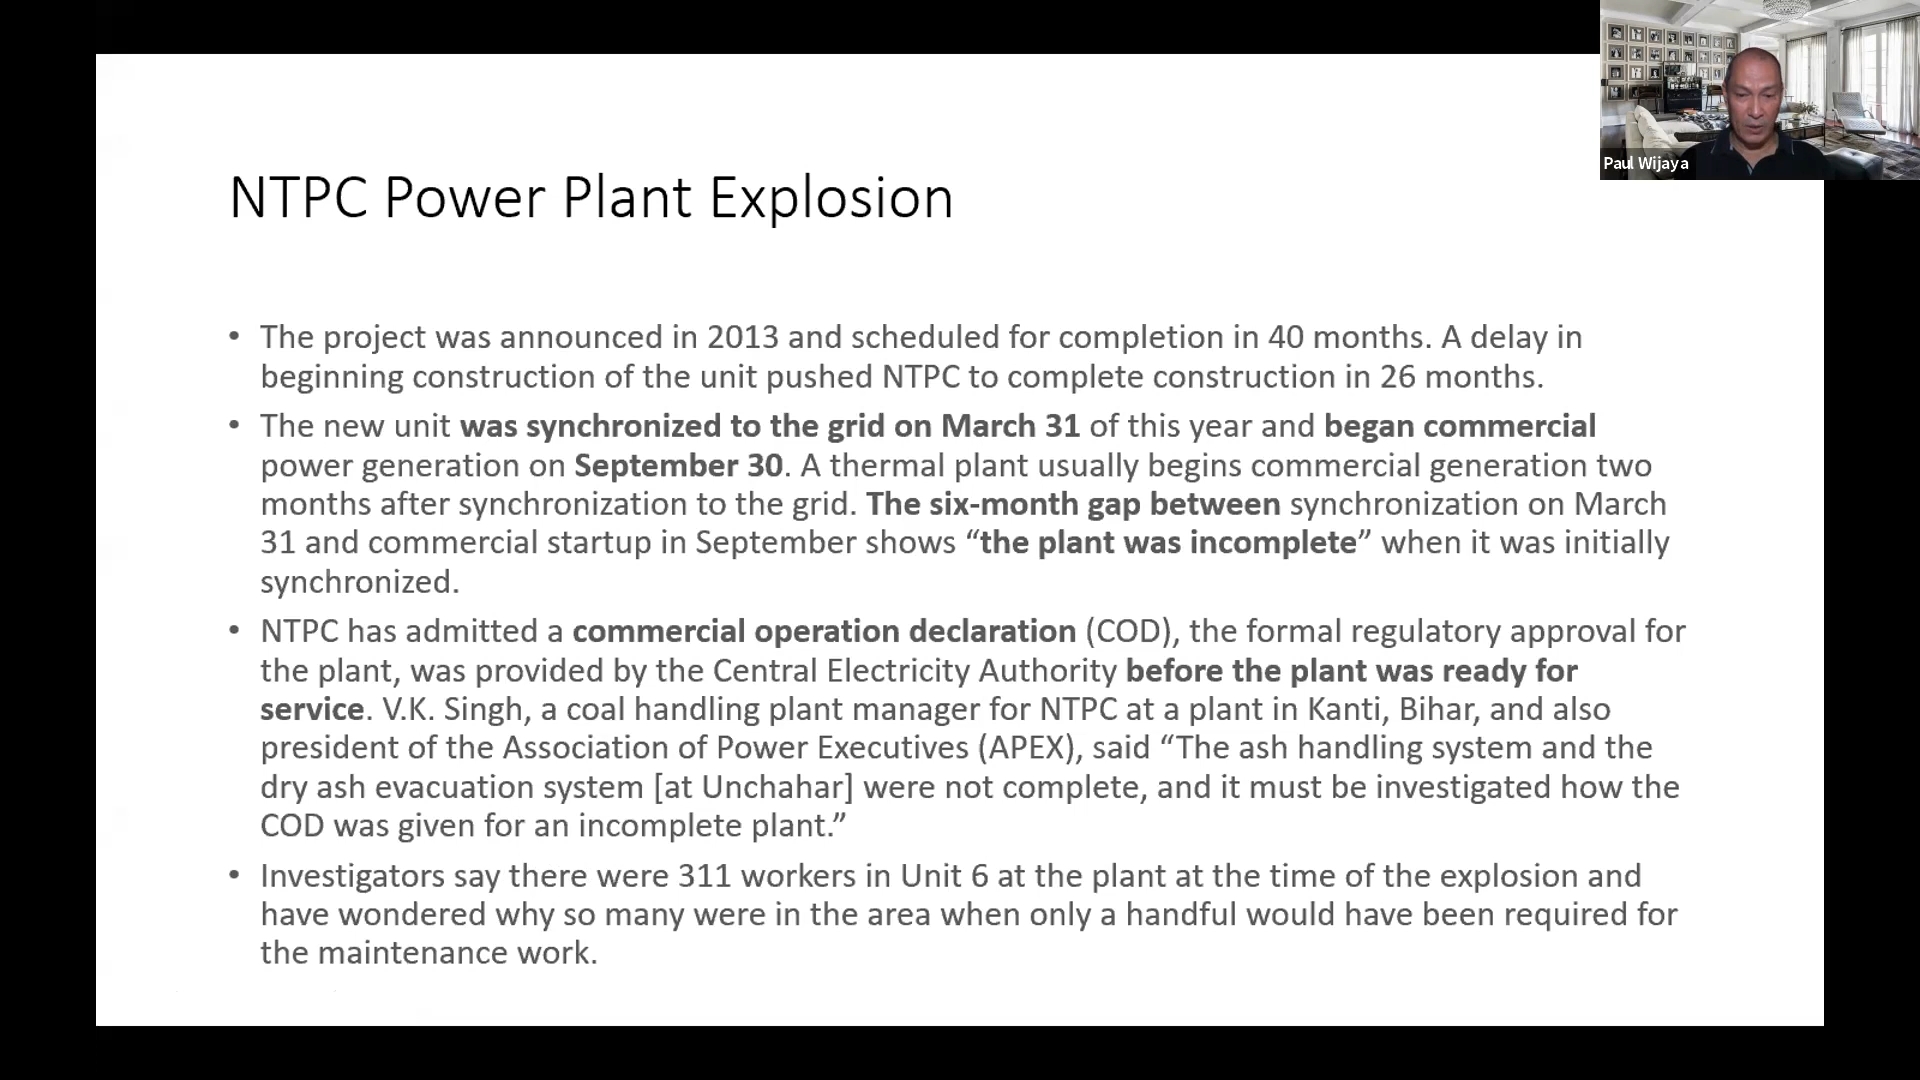 Paul Wijaya
NTPC Power Plant Explosion
• The project was announced in 2013 and scheduled for completion in 40 months. A delay in
beginning construction of the unit pushed NTPC to complete construction in 26 months.
• The new unit was synchronized to the grid on March 31 of this year and began commercial
power generation on September 30. A thermal plant usually begins commercial generation two
months after synchronization to the grid. The six-month gap between synchronization on March
31 and commercial startup in September shows “the plant was incomplete” when it was initially
synchronized.
• NTPC has admitted a commercial operation declaration (COD), the formal regulatory approval for
the plant, was provided by the Central Electricity Authority before the plant was ready for
service. V.K. Singh, a coal handling plant manager for NTPC at a plant in Kanti, Bihar, and also
president of the Association of Power Executives (APEX), said “The ash handling system and the
dry ash evacuation system [at Unchahar] were not complete, and it must be investigated how the
COD was given for an incomplete plant.”
• Investigators say there were 311 workers in Unit 6 at the plant at the time of the explosion and
have wondered why so many were in the area when only a handful would have been required for
the maintenance work.